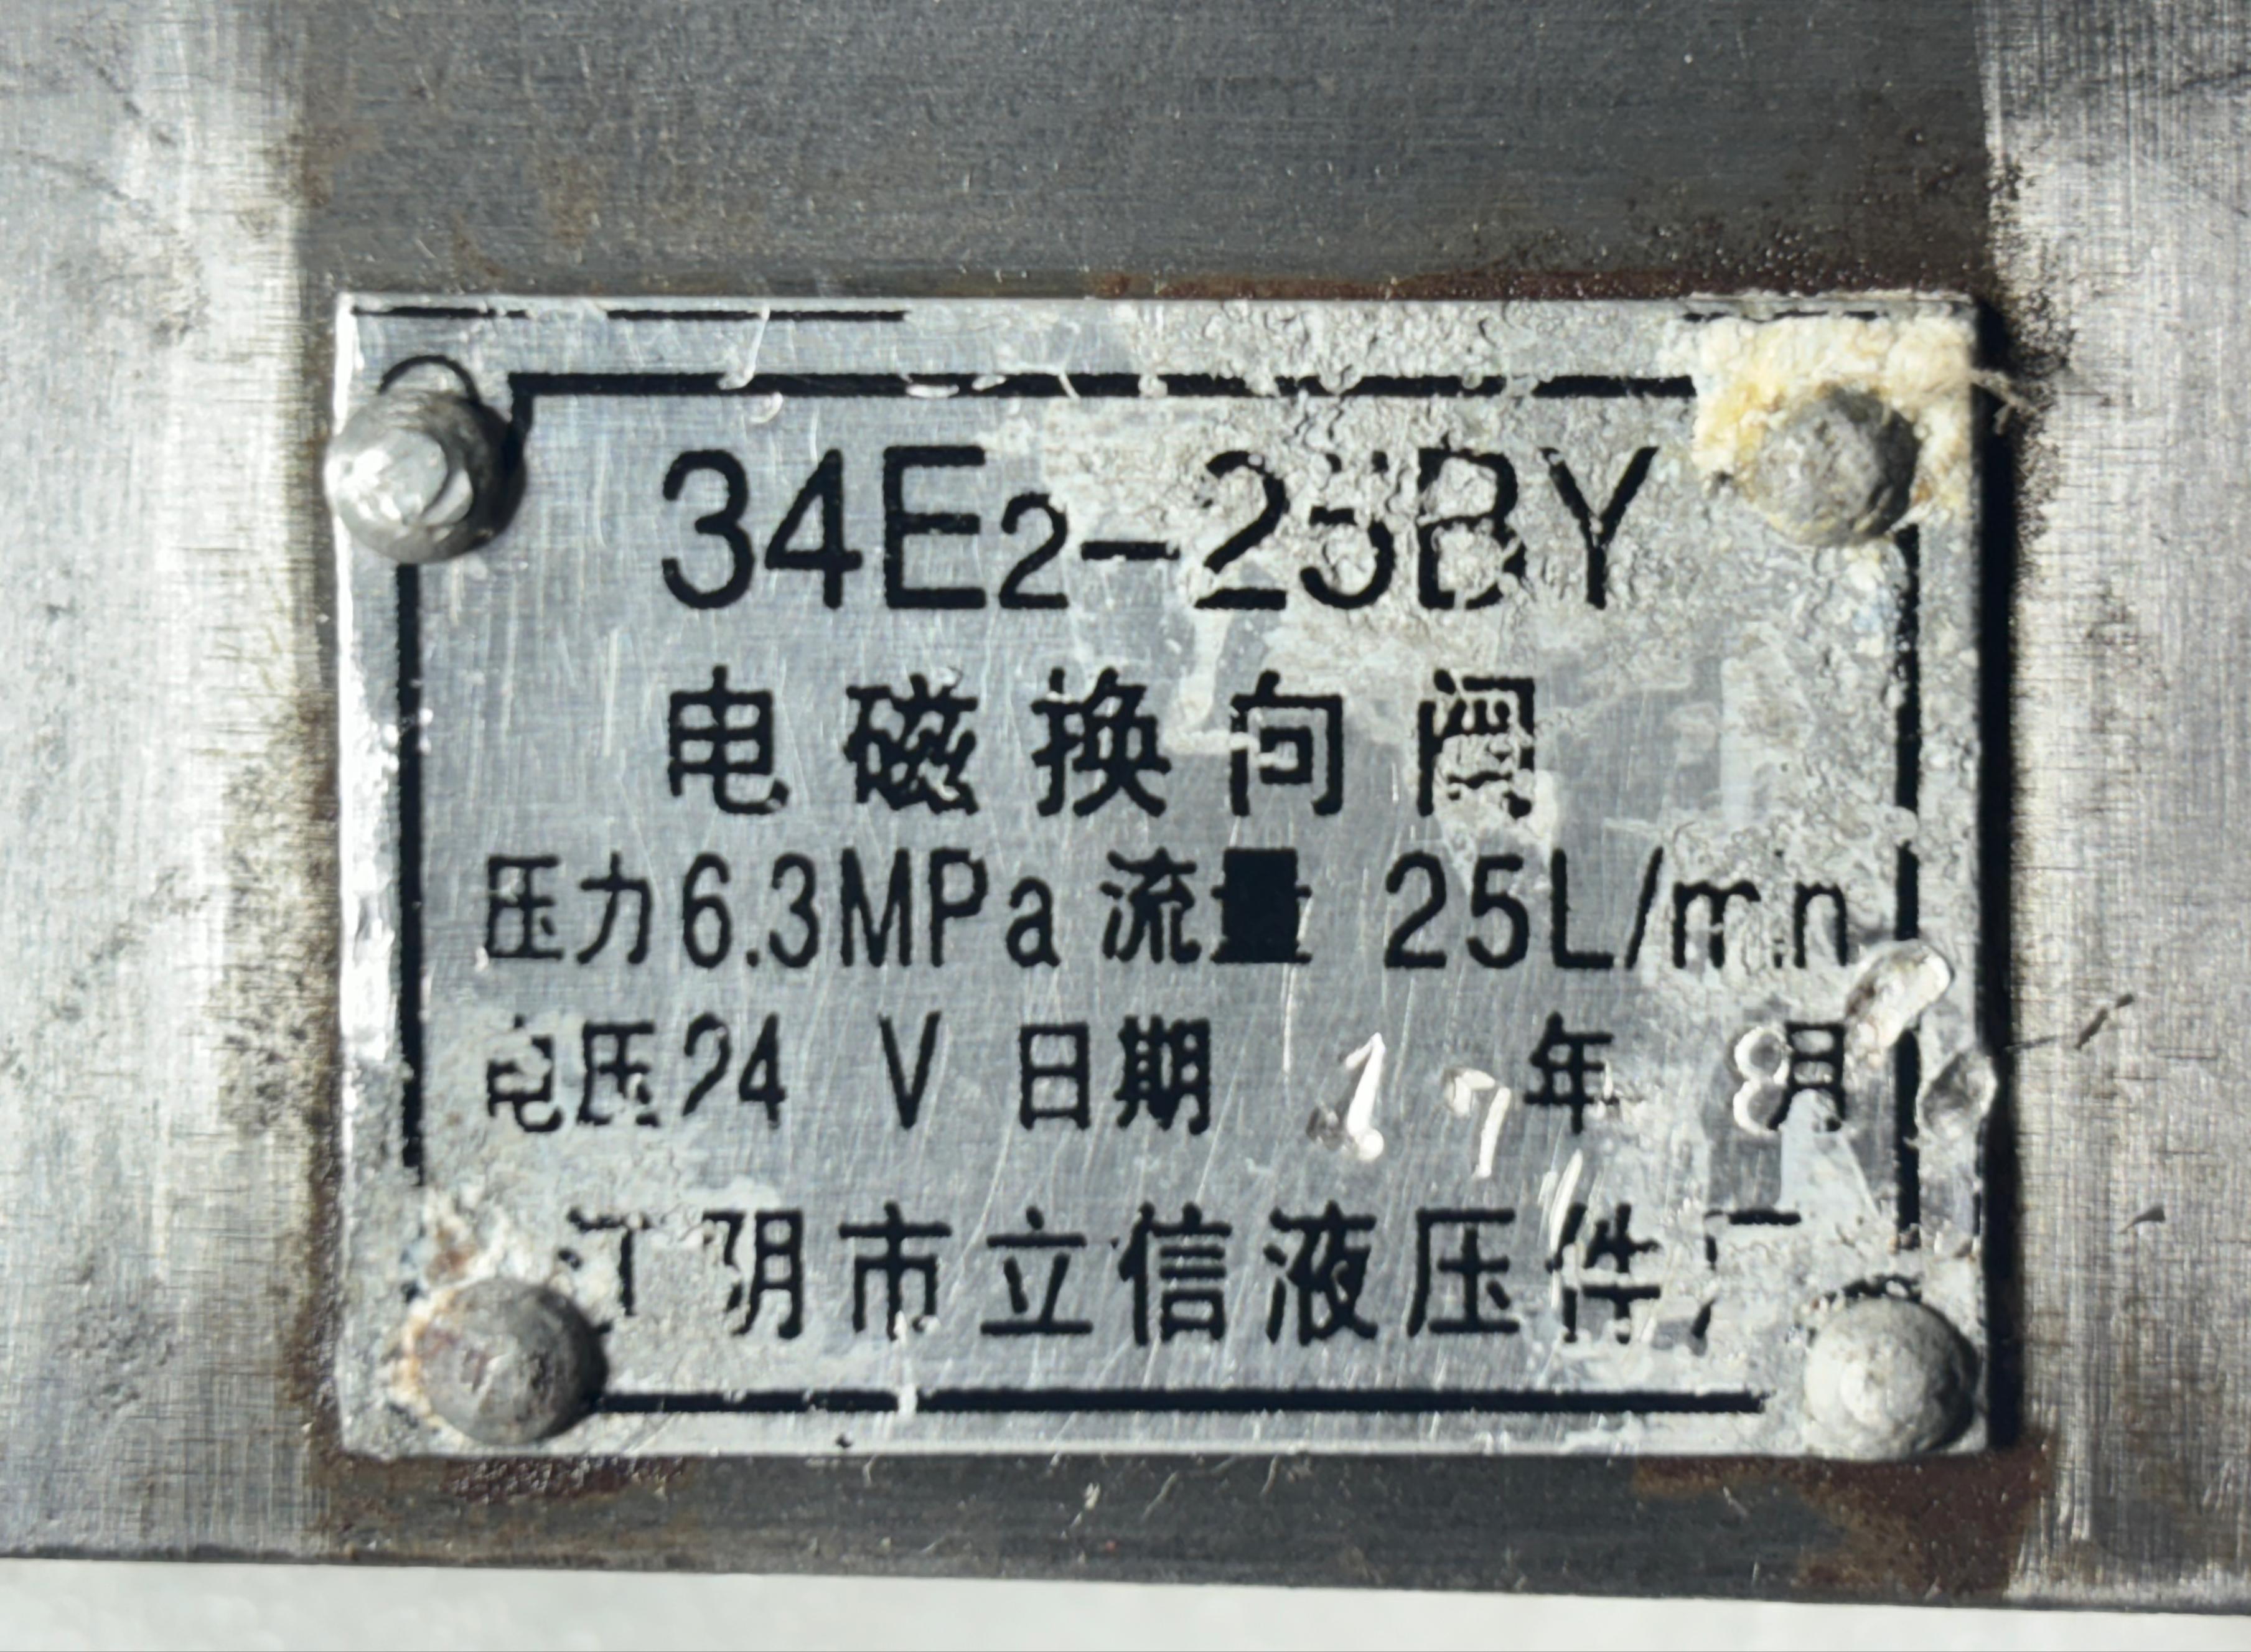 34E2-25BY
电磁换向阀
压力6.3MPa 流量 25L/min
电压24 V 日期 17 年 8月
江阴市立信液压件厂